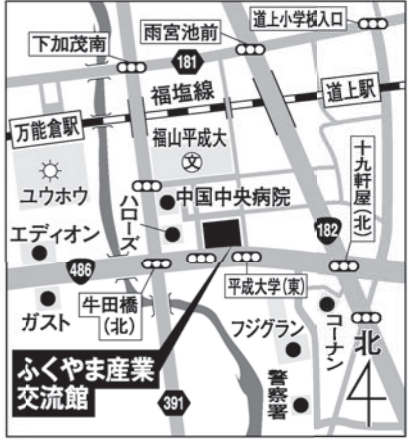 道上小学校入口
雨宮池前
下加茂南
181
道上駅
福塩線
万能倉駅
福山平成大
文
ユウホウ
ハローズ
中国中央病院
十九軒屋(北)
182
エディオン
486
牛田橋
(北)
平成大学(東)
ガスト
フジグラン
コーナン
北
ふくやま産業
交流館
391
警察署